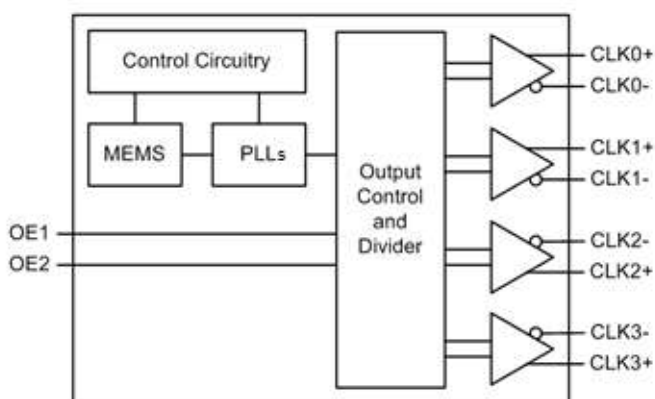 Control Circuitry
MEMS
PLLs
OE1
OE2
Output
Control
and
Divider
CLK0+
CLK0-
CLK1+
CLK1-
CLK2-
CLK2+
CLK3-
CLK3+